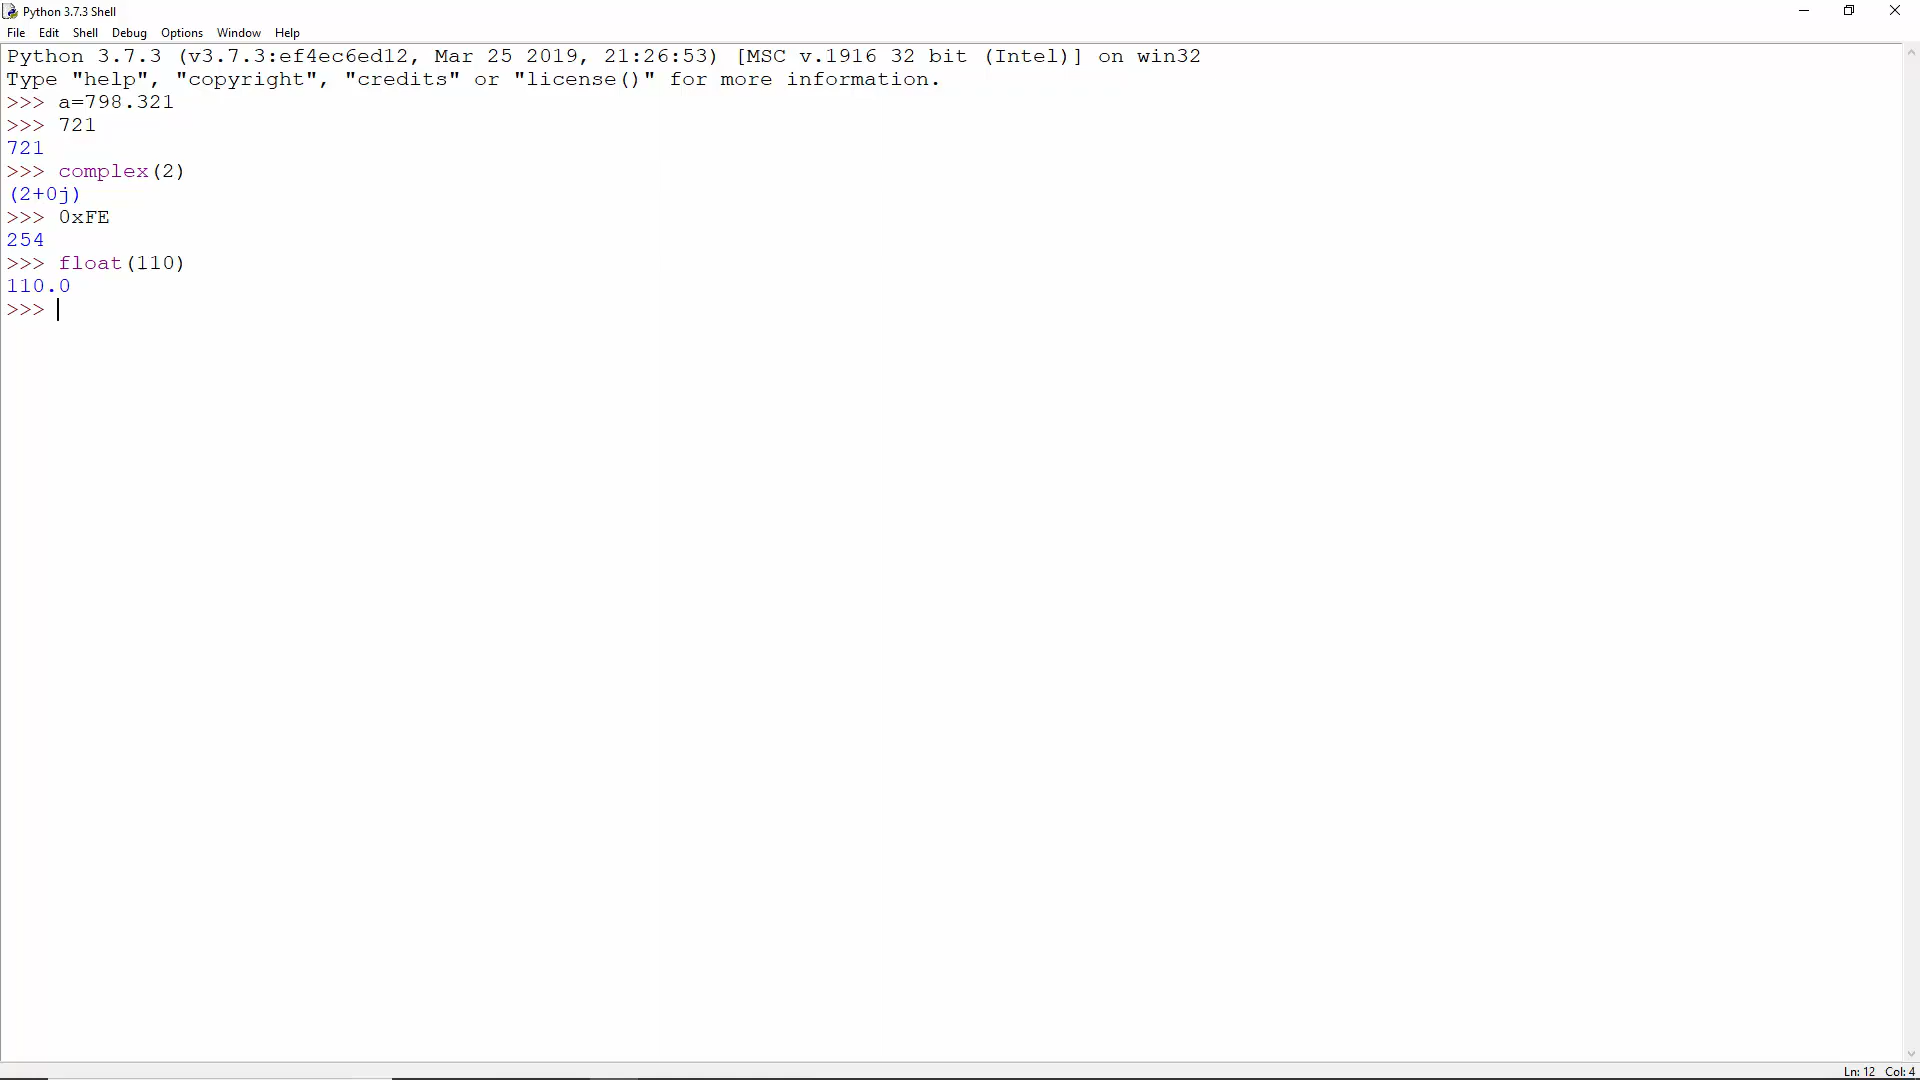 Python 3.7.3 Shell
File Edit Shell Debug Options Window Help
Python 3.7.3 (v3.7.3:ef4ec6ed12, Mar 25 2019, 21:26:53) [MSC v.1916 32 bit (Intel)] on win32
Type "help", "copyright", "credits" or "license()" for more information.
>>> a=798.321
>>> 721
721
>>> complex(2)
(2+0j)
>>> 0xFE
254
>>> float(110)
110.0
>>>
Ln: 12 Col: 4